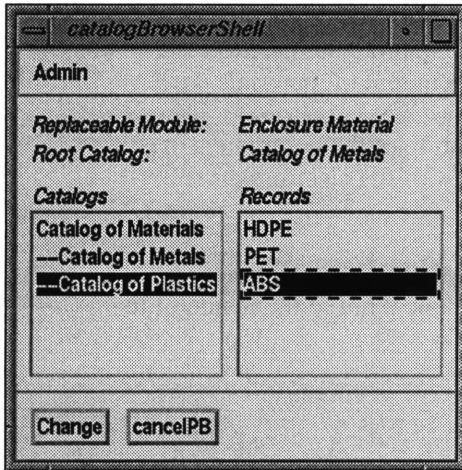 catalogBrowserShell
Admin
Replaceable Module: Enclosure Material
Root Catalog: Catalog of Metals
Catalogs Records
Catalog of Materials HDPE
---Catalog of Metals PET
---Catalog of Plastics ABS
Change cancelPB